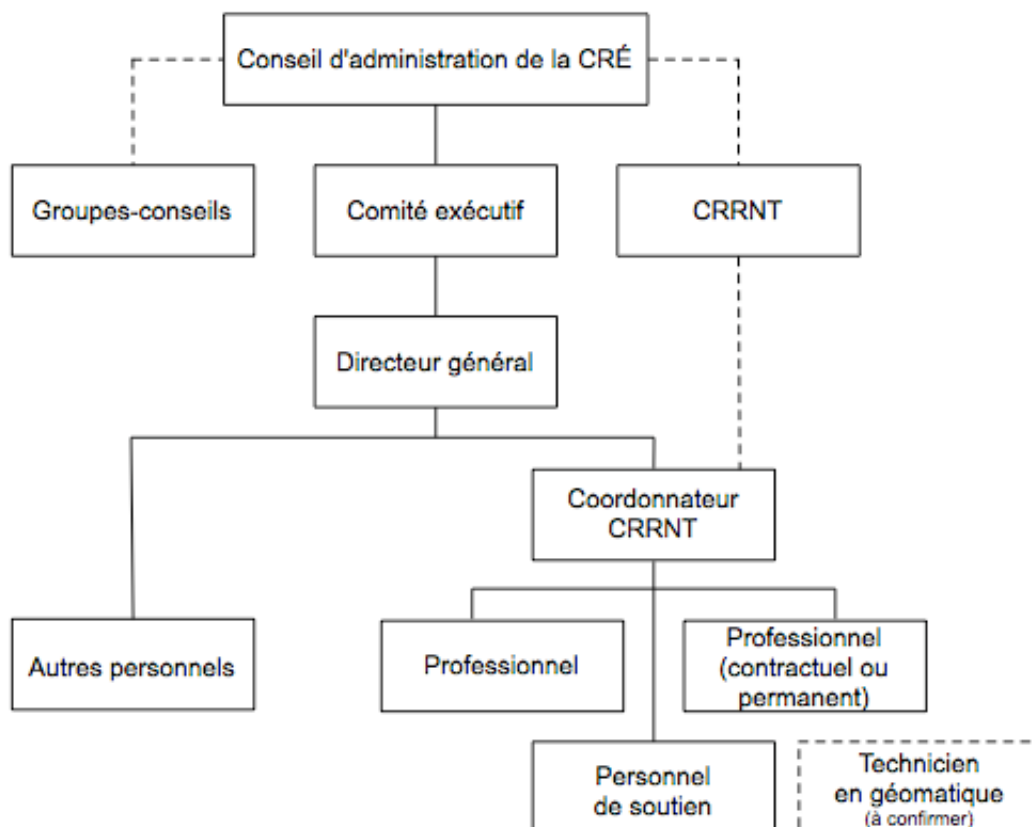 Conseil d'administration de la CRÉ
Groupes-conseils
Comité exécutif
CRRNT
Directeur général
Coordonnateur
CRRNT
Autres personnels
Professionnel
Professionnel
(contractuel ou
permanent)
Personnel
de soutien
Technicien
en géomatique
(à confirmer)